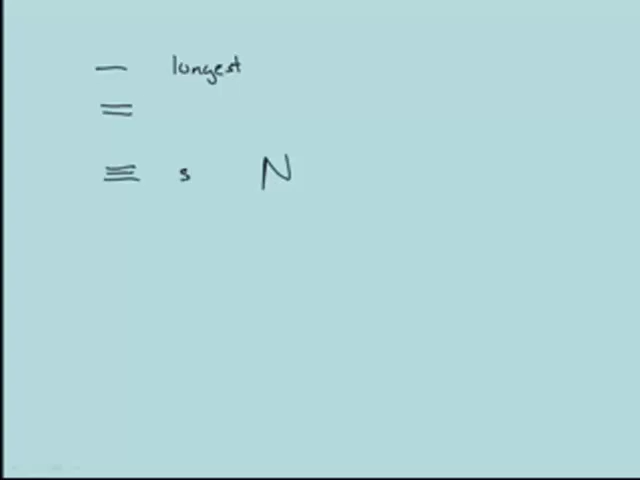 — longest
=
≡ s N